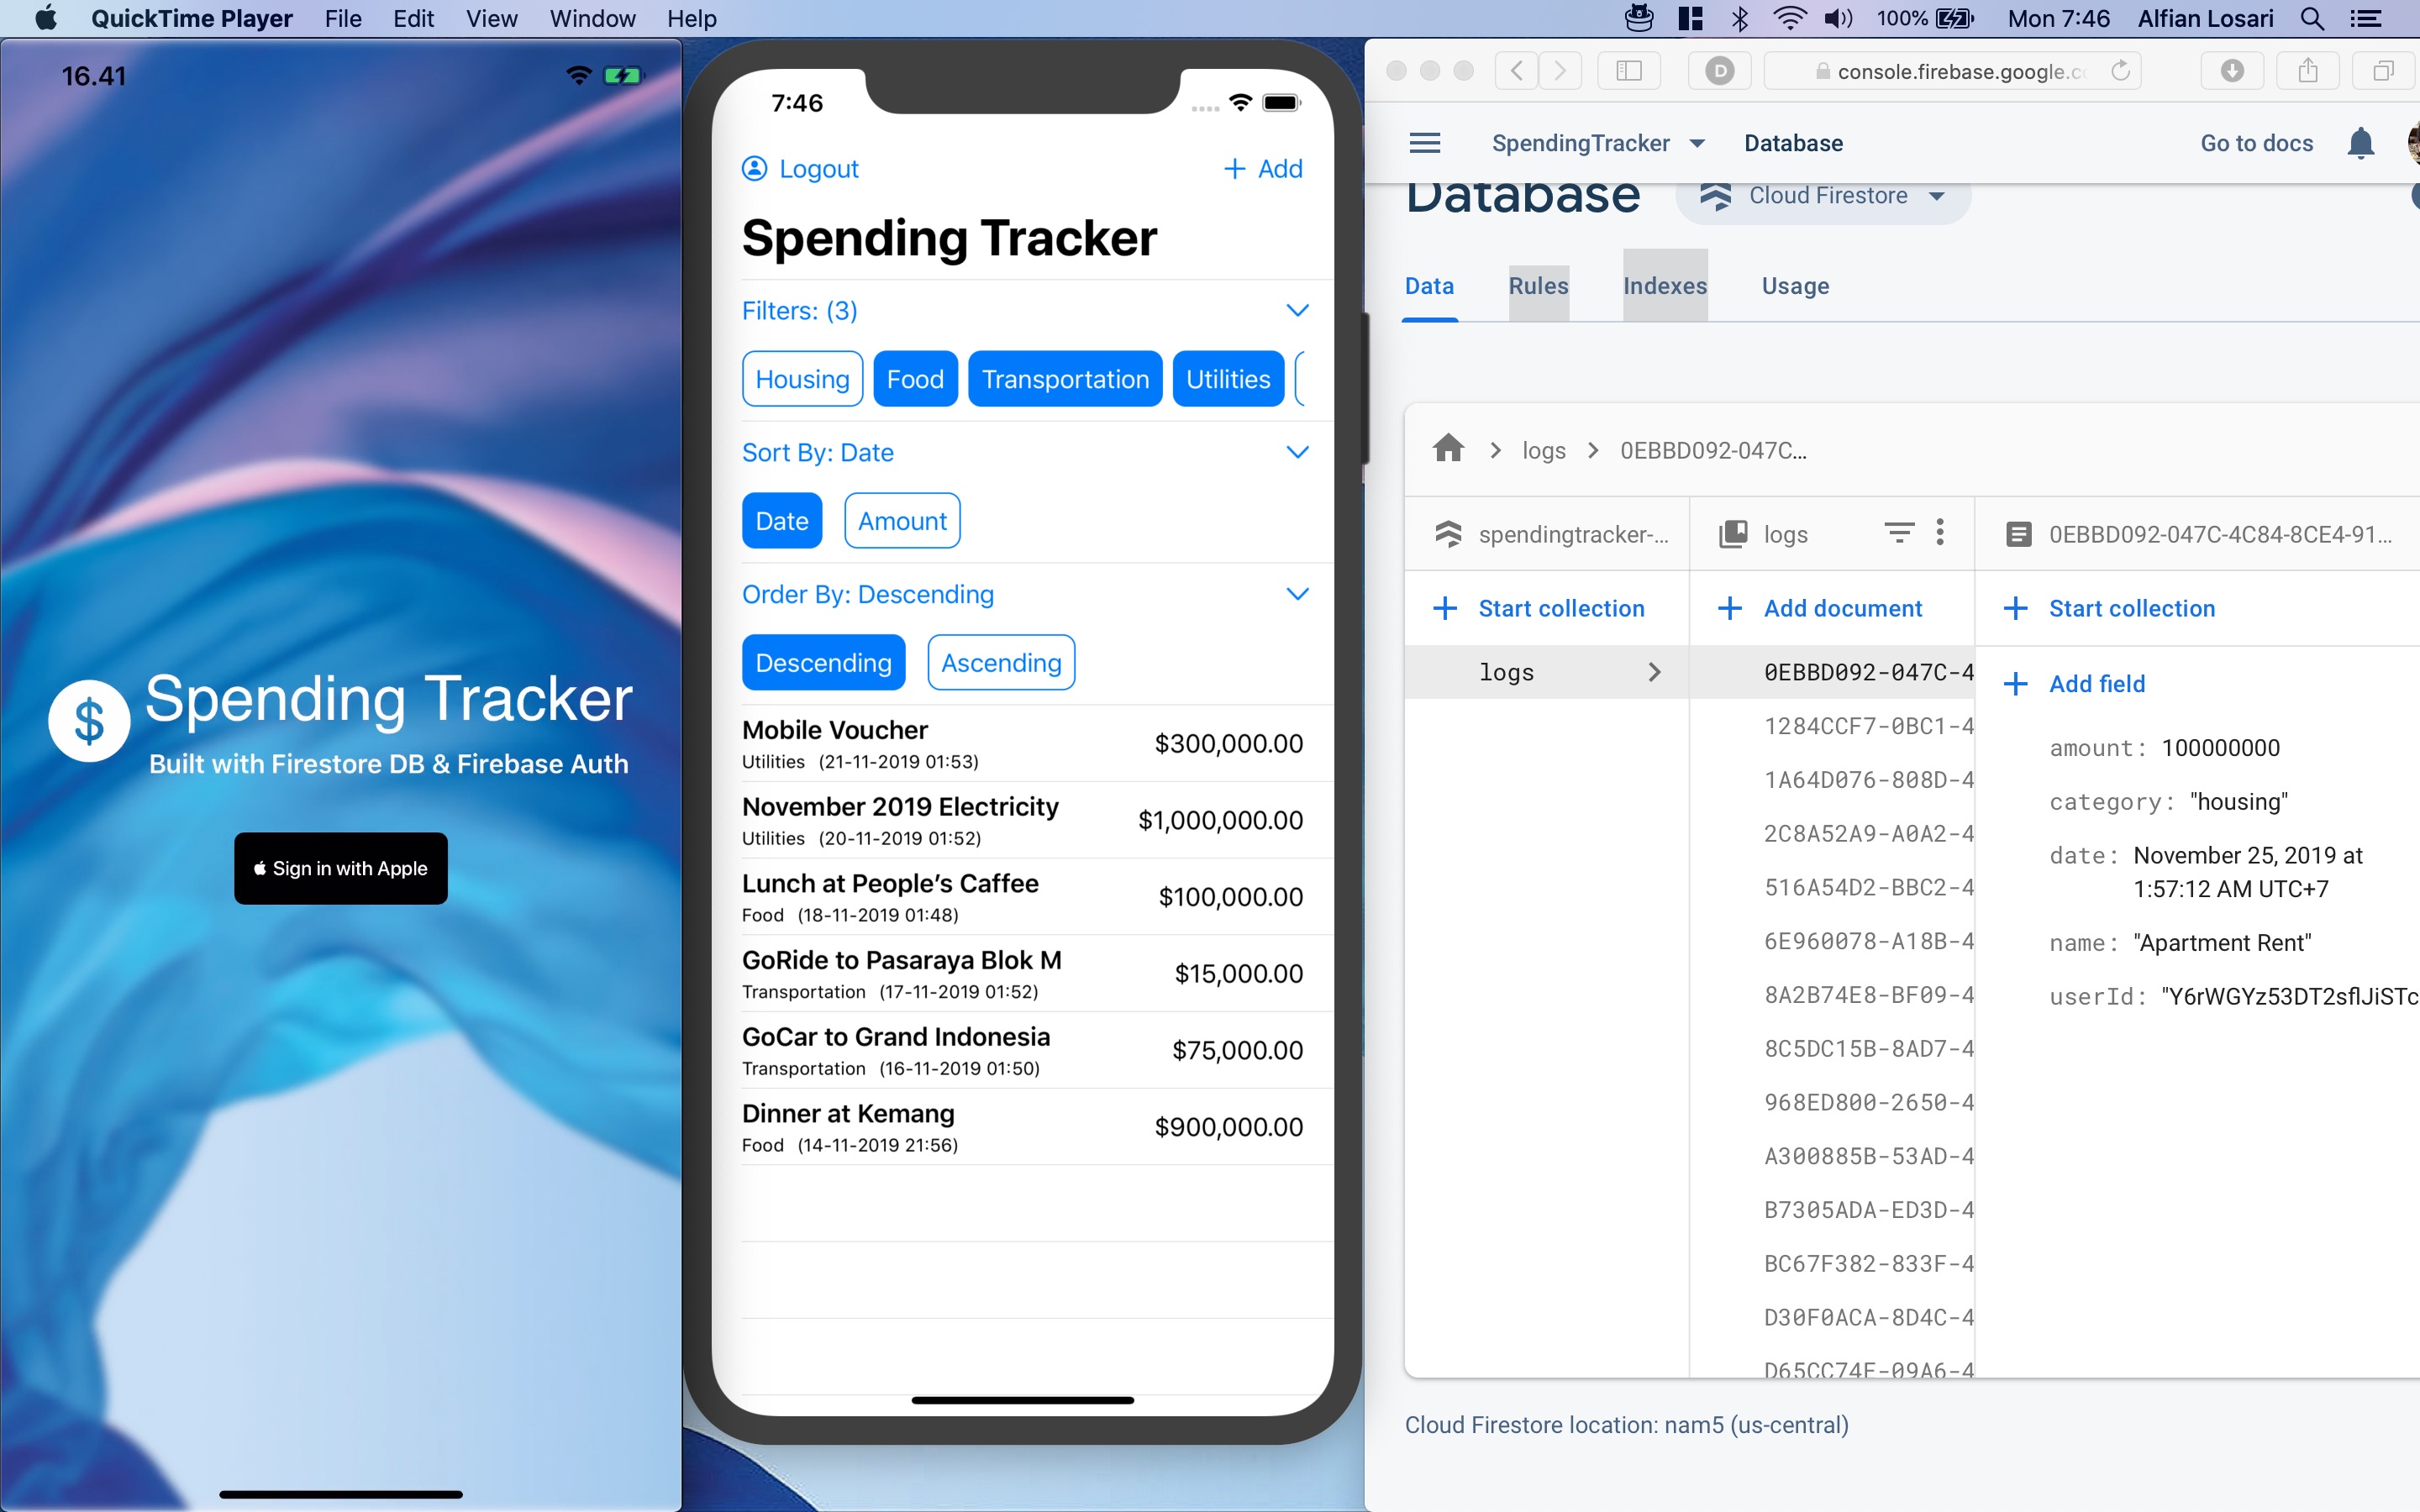 QuickTime Player File Edit View Window Help 100% Mon 7:46 Alfian Losari
16.41
Spending Tracker
Built with Firestore DB & Firebase Auth
Sign in with Apple
7:46
Logout + Add
Spending Tracker
Filters: (3)
Housing Food Transportation Utilities
Sort By: Date
Date Amount
Order By: Descending
Descending Ascending
Mobile Voucher $300,000.00
Utilities (21-11-2019 01:53)
November 2019 Electricity $1,000,000.00
Utilities (20-11-2019 01:52)
Lunch at People’s Caffee $100,000.00
Food (18-11-2019 01:48)
GoRide to Pasaraya Blok M $15,000.00
Transportation (17-11-2019 01:52)
GoCar to Grand Indonesia $75,000.00
Transportation (16-11-2019 01:50)
Dinner at Kemang $900,000.00
Food (14-11-2019 21:56)
D console.firebase.google.c
SpendingTracker Database Go to docs
Database Cloud Firestore
Data Rules Indexes Usage
logs 0EBBD092-047C...
spendingtracker-... logs 0EBBD092-047C-4C84-8CE4-91...
+ Start collection + Add document + Start collection
logs
0EBBD092-047C-4
1284CCF7-0BC1-4
1A64D076-808D-4
2C8A52A9-A0A2-4
516A54D2-BBC2-4
6E960078-A18B-4
8A2B74E8-BF09-4
8C5DC15B-8AD7-4
968ED800-2650-4
A300885B-53AD-4
B7305ADA-ED3D-4
BC67F382-833F-4
D30F0ACA-8D4C-4
D65CC74F-09A6-4
+ Add field
amount: 100000000
category: "housing"
date: November 25, 2019 at
1:57:12 AM UTC+7
name: "Apartment Rent"
userId: "Y6rWGYz53DT2sflJiSTc
Cloud Firestore location: nam5 (us-central)